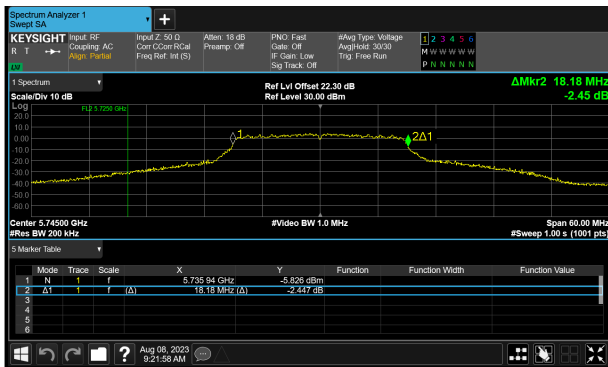 Spectrum Analyzer 1
Swept SA
KEYSIGHT Input: RF Input Z: 50 Ω Atten: 18 dB PNO: Fast #Avg Type: Voltage 1 2 3 4 5 6
R T Coupling: AC Corr CCorr RCal Preamp: Off Gate: Off Avg|Hold: 30/30 M W W W W W
Align: Partial Freq Ref: Int (S) IF Gain: Low Trig: Free Run
LXI Sig Track: Off P N N N N N
1 Spectrum
Ref Lvl Offset 22.30 dB ΔMkr2 18.18 MHz
Scale/Div 10 dB Ref Level 30.00 dBm -2.45 dB
Log
FL2 5.7250 GHz
20.0
10.0
0.00 1 2Δ1
-10.0
-20.0
-30.0
-40.0
-50.0
-60.0
Center 5.74500 GHz #Video BW 1.0 MHz Span 60.00 MHz
#Res BW 200 kHz #Sweep 1.00 s (1001 pts)
5 Marker Table
Mode Trace Scale X Y Function Function Width Function Value
1 N 1 f 5.735 94 GHz -5.826 dBm
2 Δ1 1 f (Δ) 18.18 MHz (Δ) -2.447 dB
3
4
5
6
? Aug 08, 2023
9:21:58 AM